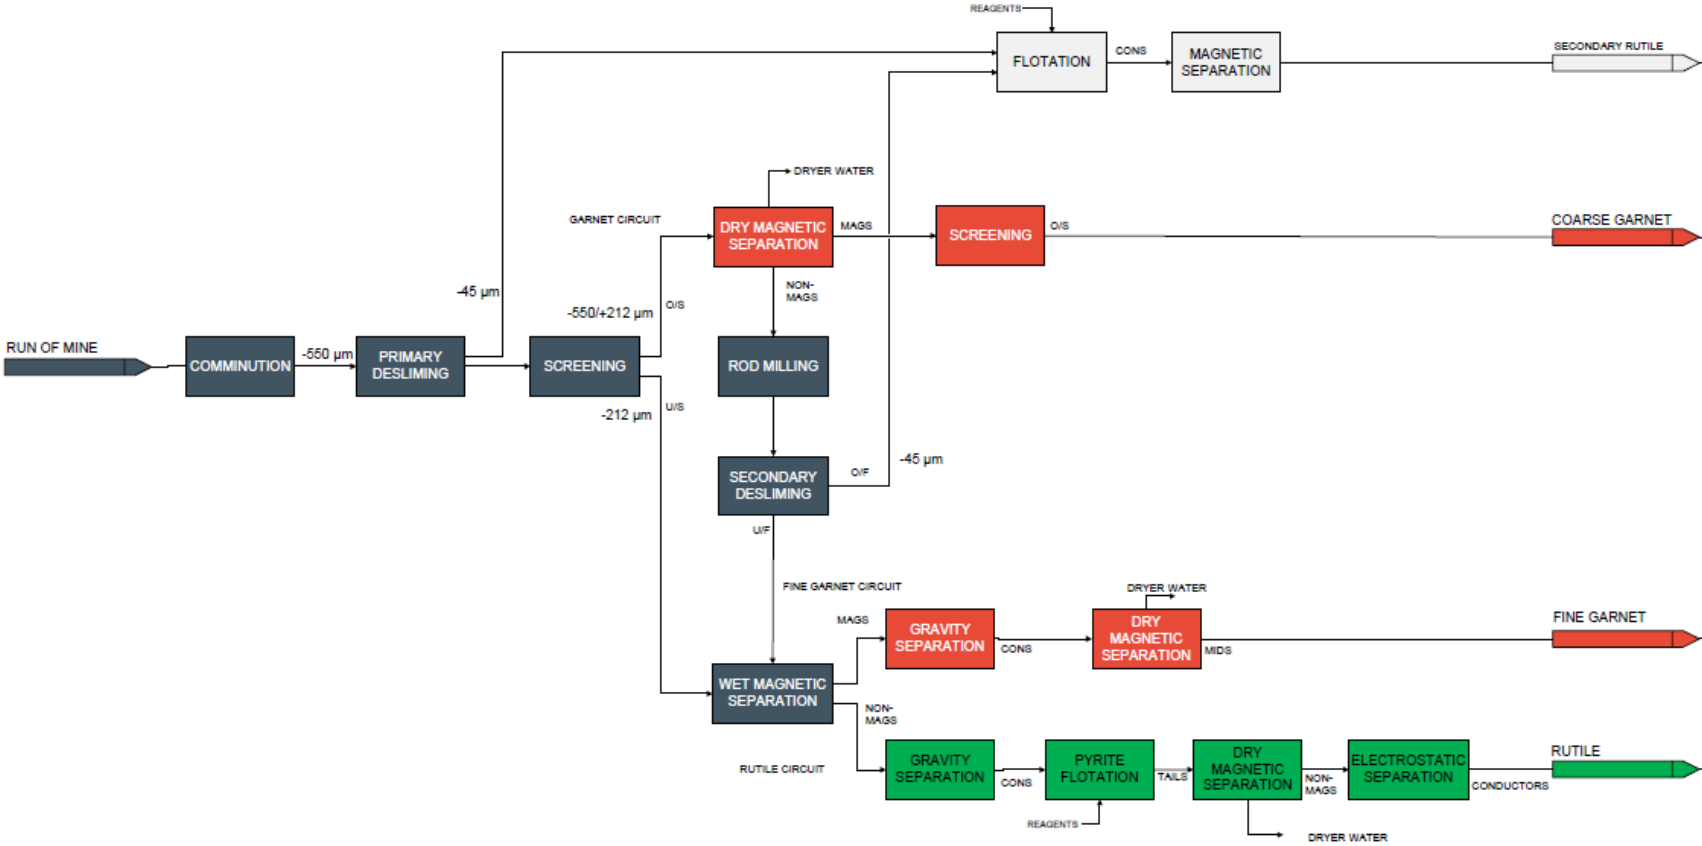 REAGENTS
FLOTATION
CONS
MAGNETIC
SEPARATION
SECONDARY RUTILE
DRYER WATER
GARNET CIRCUIT
DRY MAGNETIC
SEPARATION
MAGS
SCREENING
O/S
COARSE GARNET
-45 µm
NON-
MAGS
-550/+212 µm
O/S
RUN OF MINE
COMMINUTION
-550 µm
PRIMARY
DESLIMING
SCREENING
ROD MILLING
-212 µm
U/S
SECONDARY
DESLIMING
O/F
-45 µm
U/F
FINE GARNET CIRCUIT
DRYER WATER
MAGS
GRAVITY
SEPARATION
CONS
DRY
MAGNETIC
SEPARATION
MIDS
FINE GARNET
WET MAGNETIC
SEPARATION
NON-
MAGS
RUTILE CIRCUIT
GRAVITY
SEPARATION
CONS
PYRITE
FLOTATION
TAILS
DRY
MAGNETIC
SEPARATION
NON-
MAGS
ELECTROSTATIC
SEPARATION
CONDUCTORS
RUTILE
REAGENTS
DRYER WATER